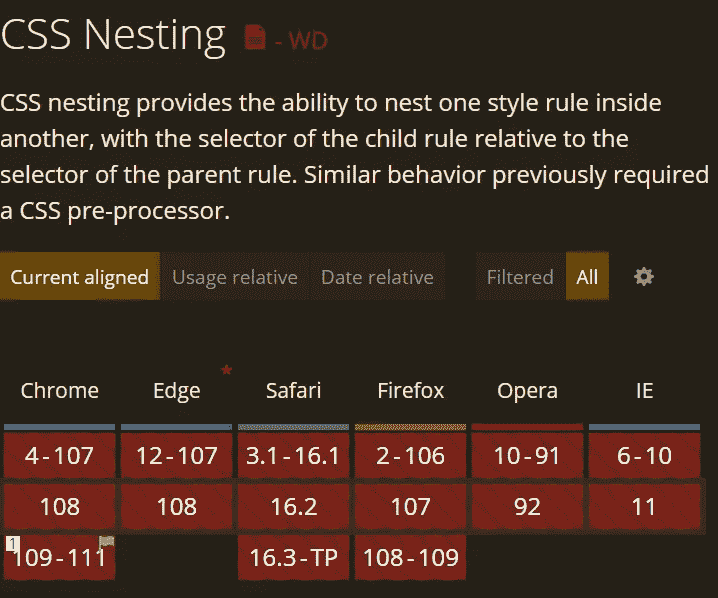 CSS Nesting - WD
CSS nesting provides the ability to nest one style rule inside
another, with the selector of the child rule relative to the
selector of the parent rule. Similar behavior previously required
a CSS pre-processor.
Current aligned Usage relative Date relative Filtered All
Chrome Edge Safari Firefox Opera IE
4-107 12-107 3.1-16.1 2-106 10-91 6-10
108 108 16.2 107 92 11
1 109-111 16.3-TP 108-109